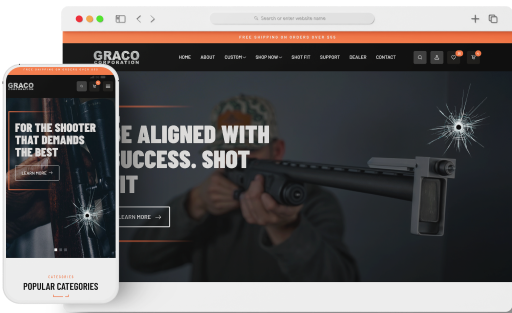 Search or enter website name
FREE SHIPPING ON ORDERS OVER 99$
GRACO
CORPORATION
HOME ABOUT CUSTOM SHOP NOW SHOT FIT SUPPORT DEALER CONTACT
BE ALIGNED WITH
SUCCESS. SHOT
FIT
LEARN MORE →
GRACO
CORPORATION
FOR THE SHOOTER
THAT DEMANDS
THE BEST
LEARN MORE →
CATEGORIES
POPULAR CATEGORIES